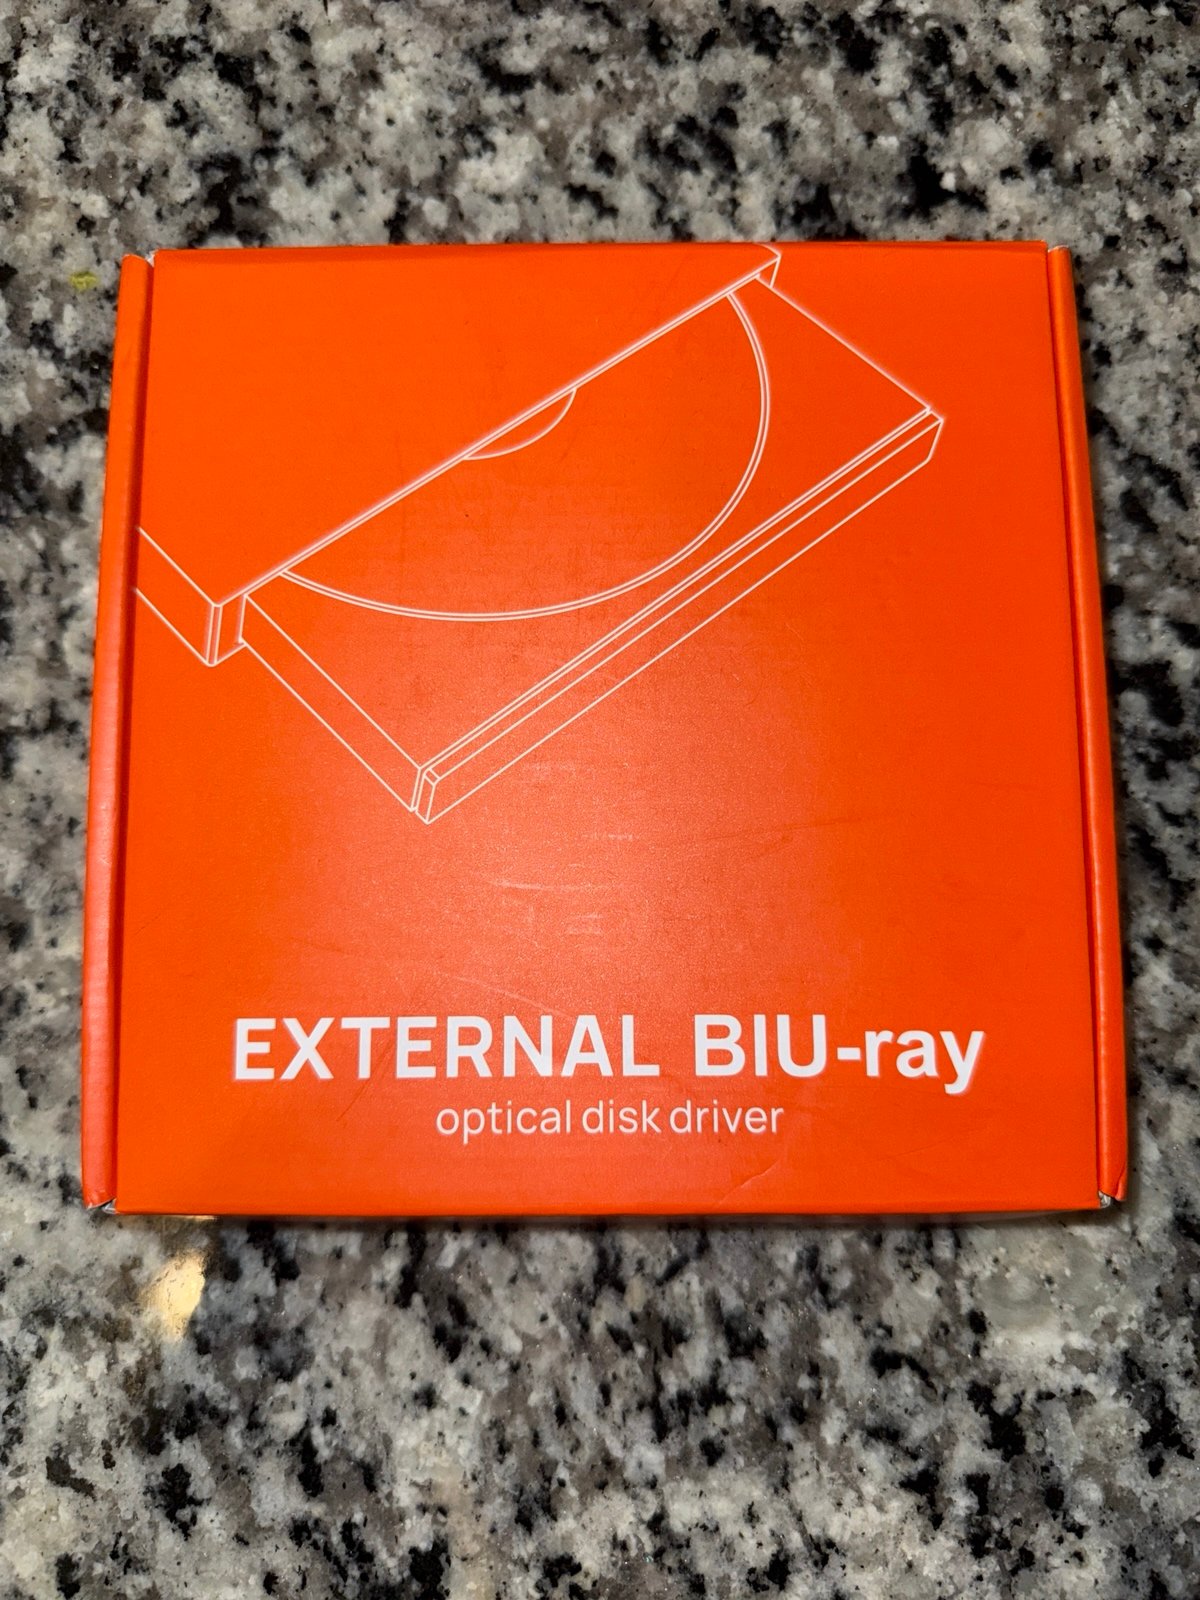 EXTERNAL BIU-ray
optical disk driver